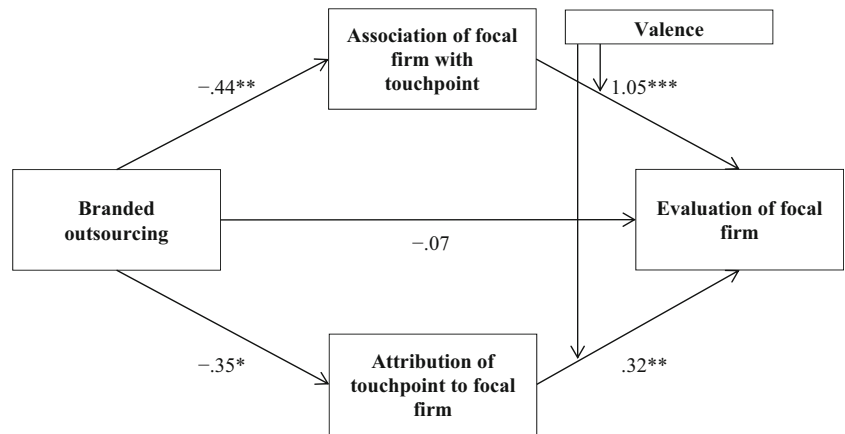 Association of focal
firm with
touchpoint
Valence
−.44**
1.05***
Branded
outsourcing
Evaluation of focal
firm
−.07
−.35*
Attribution of
touchpoint to focal
firm
.32**